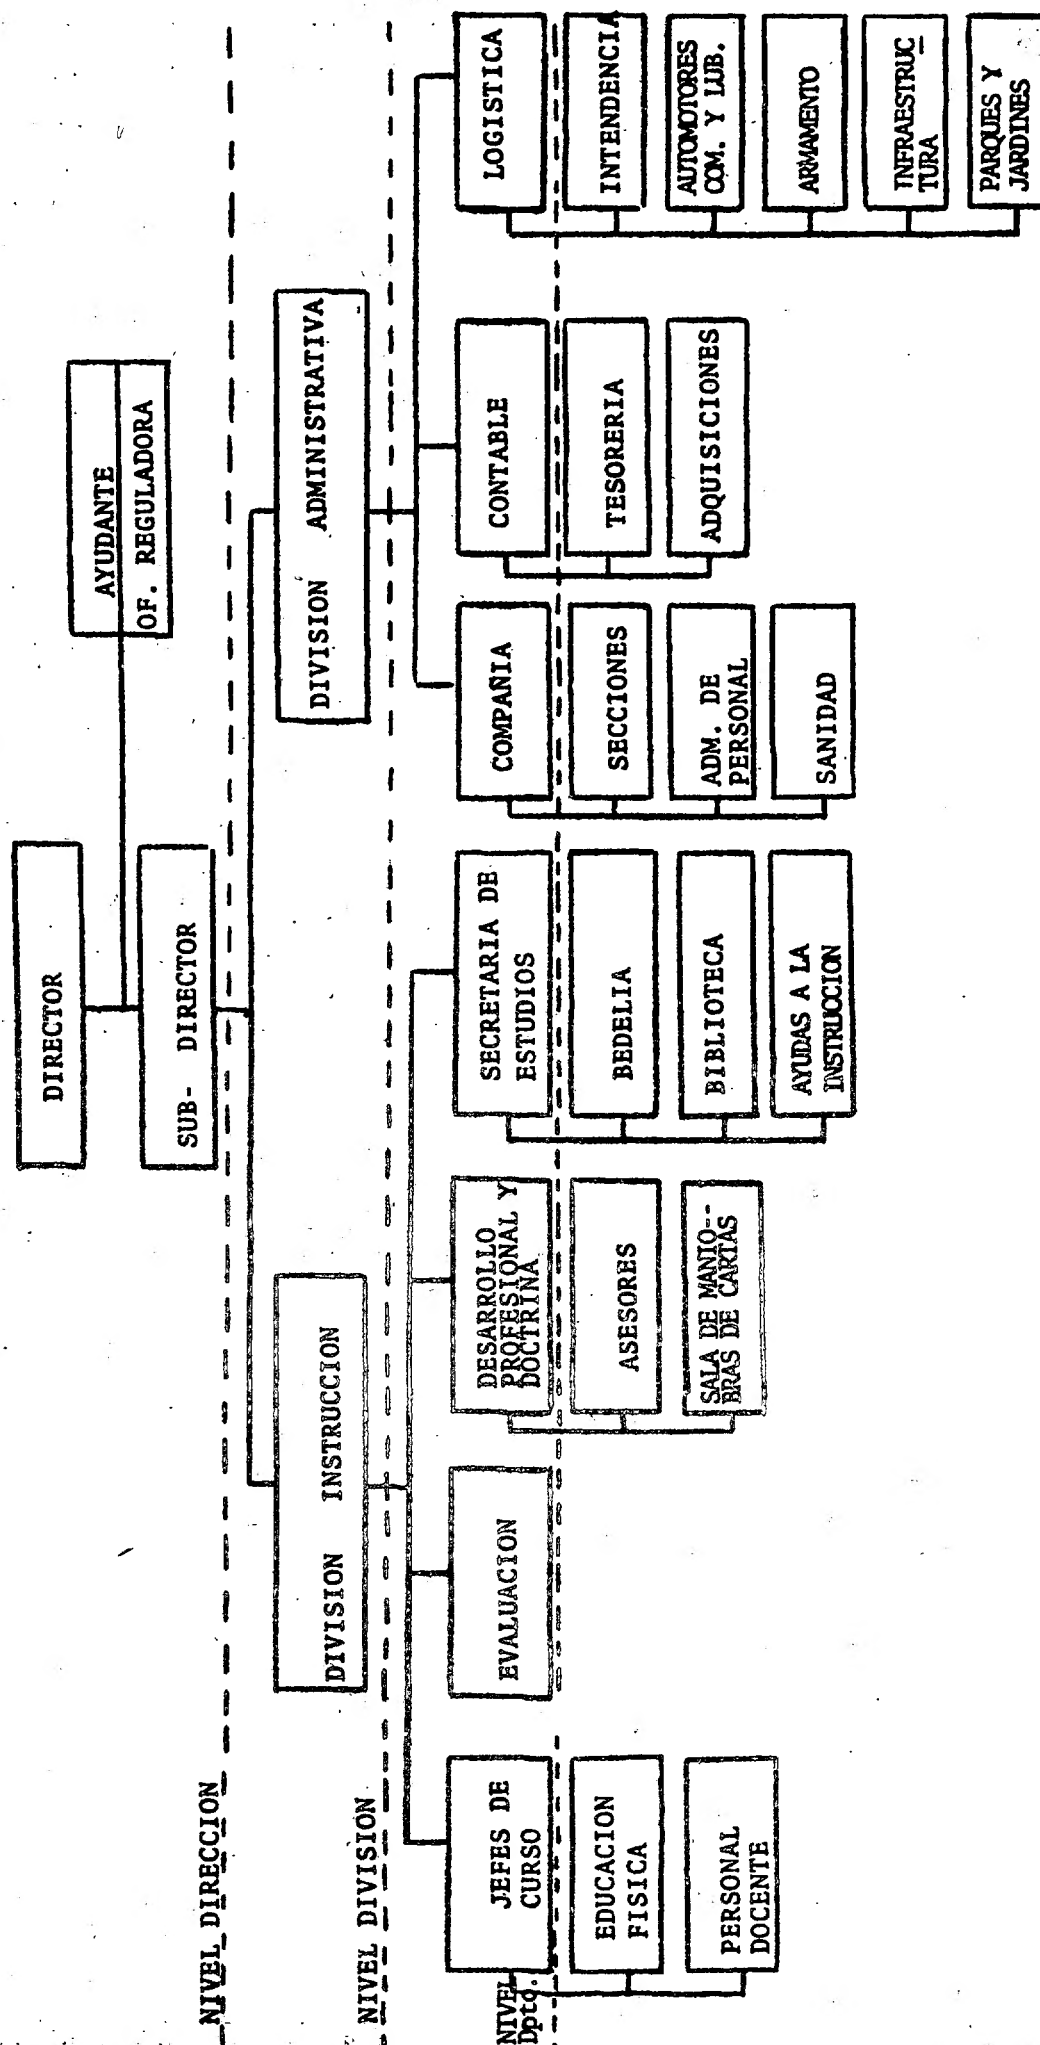 DIRECTOR
AYUDANTE
OF. REGULADORA
SUB- DIRECTOR
NIVEL DIRECCION
DIVISION INSTRUCCION
DIVISION ADMINISTRATIVA
NIVEL DIVISION
JEFES DE
CURSO
EVALUACION
DESARROLLO
PROFESIONAL Y
DOCTRINA
SECRETARIA DE
ESTUDIOS
COMPAÑIA
CONTABLE
LOGISTICA
NIVEL
Dpto.
EDUCACION
FISICA
ASESORES
BEDELIA
SECCIONES
TESORERIA
INTENDENCIA
PERSONAL
DOCENTE
SALA DE MANIO--
BRAS DE CARTAS
BIBLIOTECA
ADM. DE
PERSONAL
ADQUISICIONES
AUTOMOTORES
COM. Y LUB.
AYUDAS A LA
INSTRUCCION
SANIDAD
ARMAMENTO
INFRAESTRUC
TURA
PARQUES Y
JARDINES